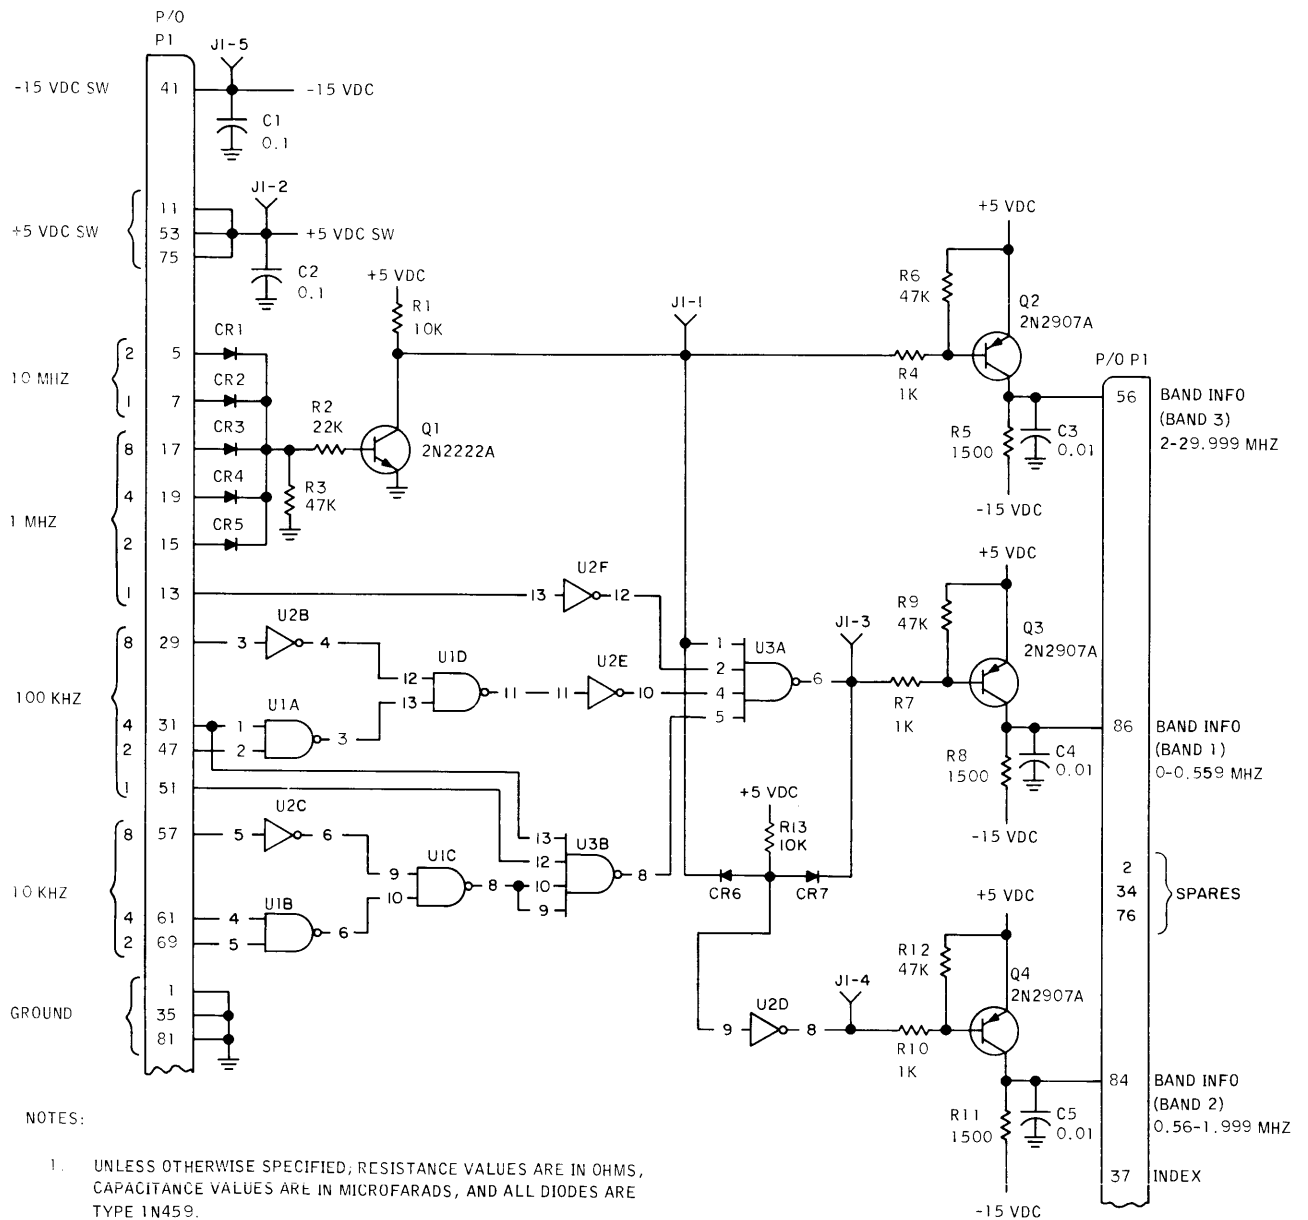 P/O
P1
J1-5
-15 VDC SW
41
-15 VDC
C1
0.1
J1-2
11
+5 VDC SW
53
+5 VDC SW
75
C2
0.1
+5 VDC
R1
10K
J1-1
+5 VDC
R6
47K
Q2
2N2907A
R4
1K
P/O P1
56
BAND INFO
(BAND 3)
2-29.999 MHZ
R5
1500
C3
0.01
-15 VDC
CR1
2
5
10 MHZ
CR2
1
7
CR3
R2
22K
Q1
2N2222A
8
17
CR4
R3
47K
4
19
1 MHZ
CR5
2
15
1
13
U2F
13
12
+5 VDC
R9
47K
Q3
2N2907A
J1-3
R7
1K
8
29
3
U2B
4
U1D
12
13
11
11
U2E
10
1
2
4
5
U3A
6
100 KHZ
4
31
U1A
1
2
3
2
47
1
51
86
BAND INFO
(BAND 1)
0-0.559 MHZ
R8
1500
C4
0.01
-15 VDC
+5 VDC
R13
10K
CR6
CR7
U2C
8
57
5
6
U1C
9
10
8
13
12
10
9
U3B
8
10 KHZ
4
61
4
U1B
6
2
69
5
2
34
76
SPARES
+5 VDC
R12
47K
Q4
2N2907A
J1-4
9
U2D
8
R10
1K
1
GROUND
35
81
84
BAND INFO
(BAND 2)
0.56-1.999 MHZ
R11
1500
C5
0.01
37
INDEX
-15 VDC
NOTES:
1. UNLESS OTHERWISE SPECIFIED; RESISTANCE VALUES ARE IN OHMS,
CAPACITANCE VALUES ARE IN MICROFARADS, AND ALL DIODES ARE
TYPE 1N459.